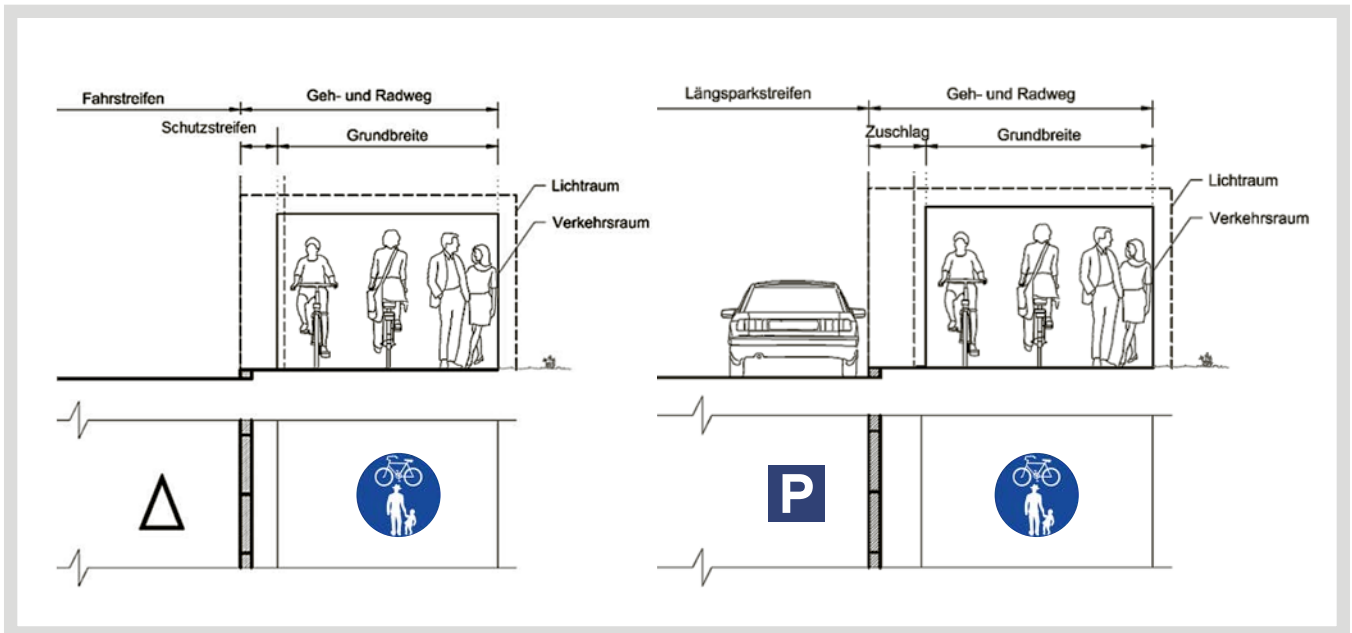 Fahrstreifen
Geh- und Radweg
Schutzstreifen
Grundbreite
Lichtraum
Verkehrsraum
Längsparkstreifen
Geh- und Radweg
Zuschlag
Grundbreite
Lichtraum
Verkehrsraum
P